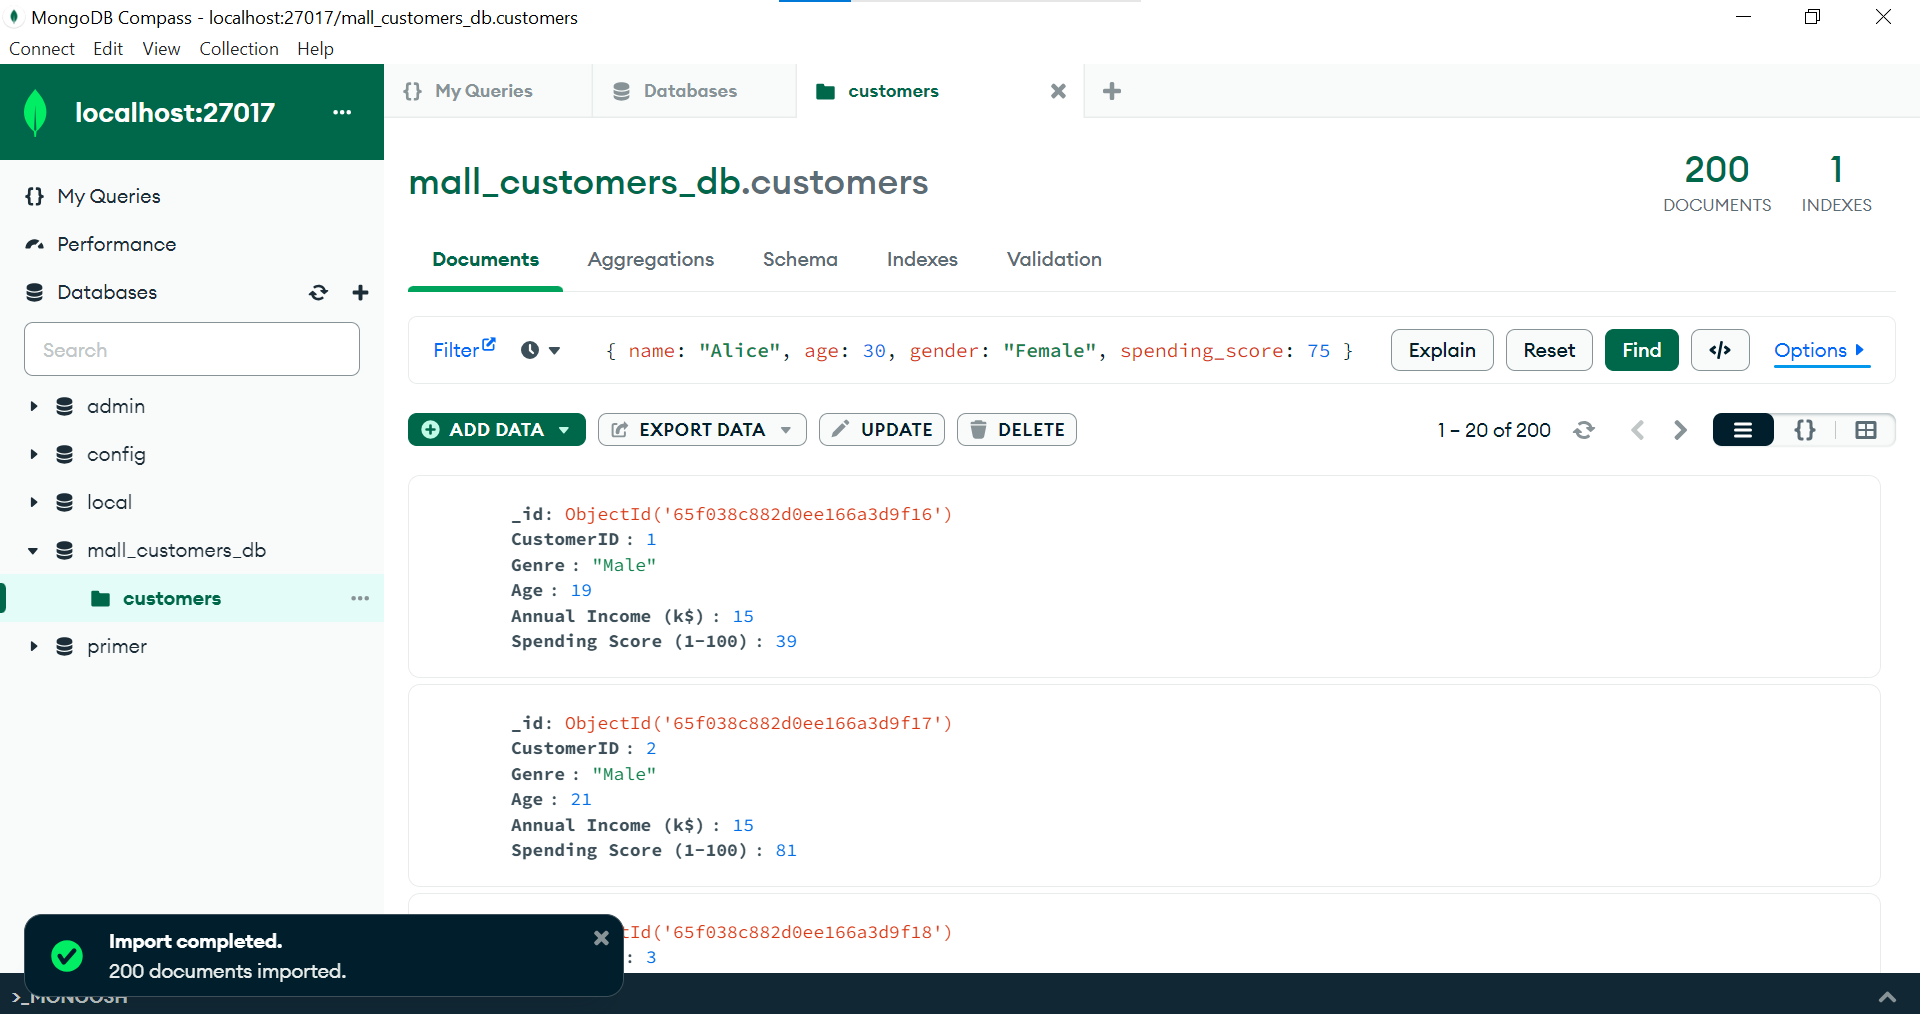 MongoDB Compass - localhost:27017/mall_customers_db.customers
Connect Edit View Collection Help
localhost:27017
My Queries
Performance
Databases
Search
admin
config
local
mall_customers_db
customers
primer
My Queries Databases customers
mall_customers_db.customers
200 DOCUMENTS
1 INDEXES
Documents Aggregations Schema Indexes Validation
Filter { name: "Alice", age: 30, gender: "Female", spending_score: 75 } Explain Reset Find </> Options
ADD DATA EXPORT DATA UPDATE DELETE 1 – 20 of 200 {}
_id: ObjectId('65f038c882d0ee166a3d9f16')
CustomerID : 1
Genre : "Male"
Age : 19
Annual Income (k$) : 15
Spending Score (1-100) : 39
_id: ObjectId('65f038c882d0ee166a3d9f17')
CustomerID : 2
Genre : "Male"
Age : 21
Annual Income (k$) : 15
Spending Score (1-100) : 81
tId('65f038c882d0ee166a3d9f18')
: 3
Import completed.
200 documents imported.
>_MONGOSH